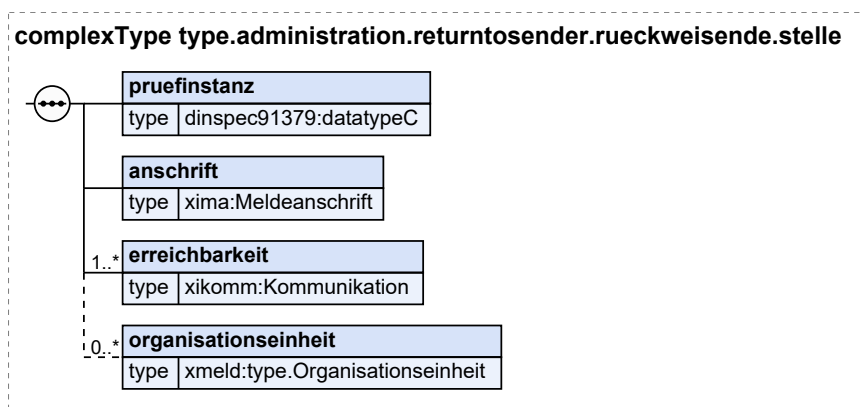 complexType type.administration.returntosender.rueckweisende.stelle
pruefinstanz
type dinspec91379:datatypeC
anschrift
type xima:Meldeanschrift
1..* erreichbarkeit
type xikomm:Kommunikation
0..* organisationseinheit
type xmeld:type.Organisationseinheit